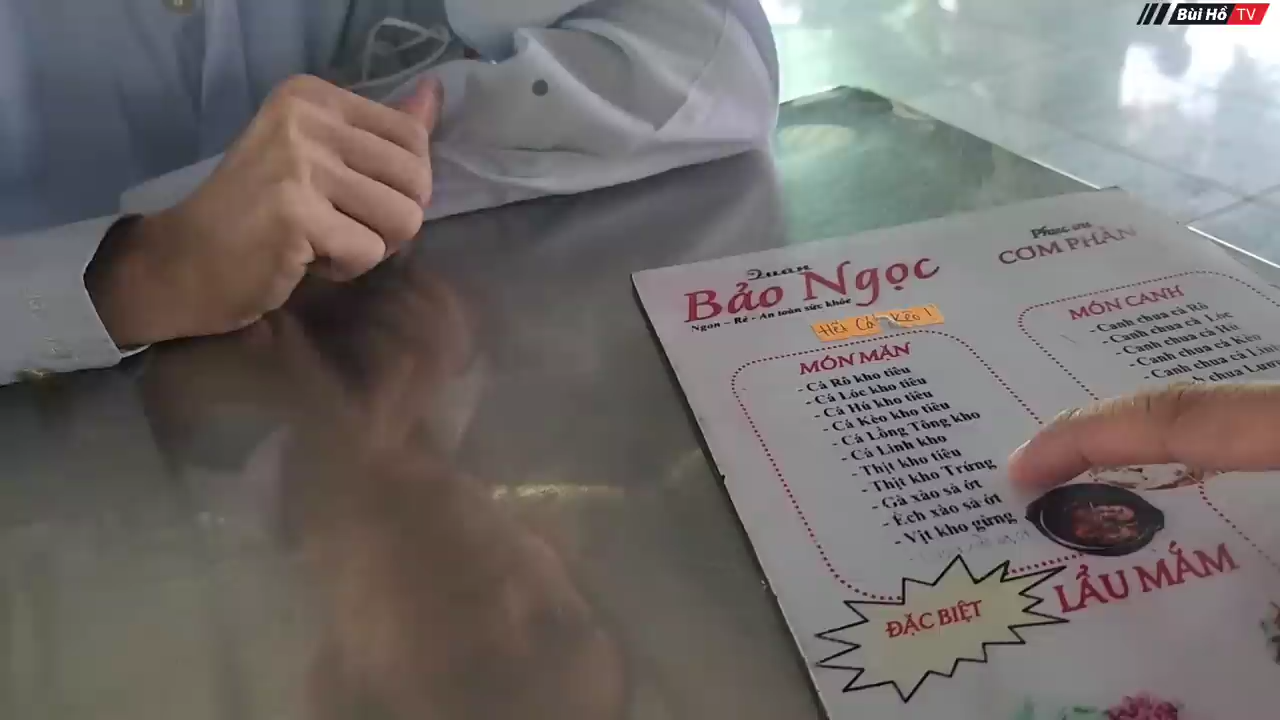 Bùi Hồ TV
Quán
Bảo Ngọc
Ngon - Rẻ - An toàn sức khỏe
Hết Cá Kèo!
Phục vụ
CƠM PHẦN
MÓN MẶN
- Cá Rô kho tiêu
- Cá Lóc kho tiêu
- Cá Hú kho tiêu
- Cá Kèo kho tiêu
- Cá Lòng Tong kho
- Cá Linh kho
- Thịt kho tiêu
- Thịt kho Trứng
- Gà xào sả ớt
- Ếch xào sả ớt
- Vịt kho gừng
MÓN CANH
- Canh chua cá Rô
- Canh chua cá Lóc
- Canh chua cá Hú
- Canh chua cá Kèo
- Canh chua cá Linh
chua Lươn
ĐẶC BIỆT
LẨU MẮM